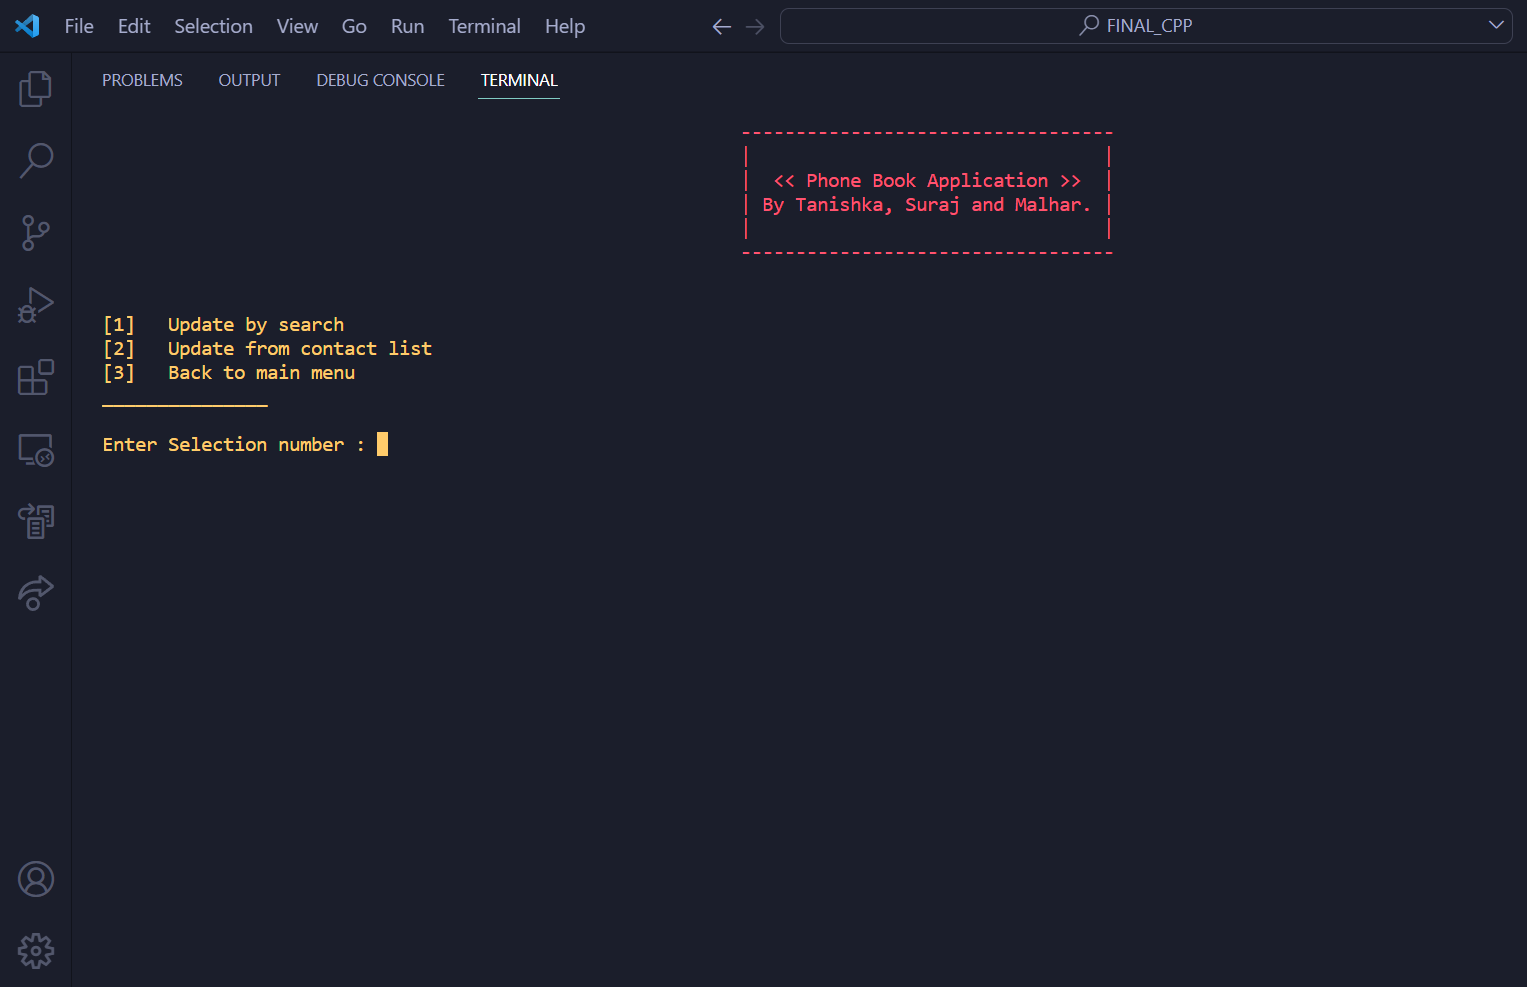 File Edit Selection View Go Run Terminal Help FINAL_CPP
PROBLEMS OUTPUT DEBUG CONSOLE TERMINAL
----------------------------------
| |
| << Phone Book Application >> |
| By Tanishka, Suraj and Malhar. |
| |
----------------------------------
[1] Update by search
[2] Update from contact list
[3] Back to main menu
_______________
Enter Selection number :